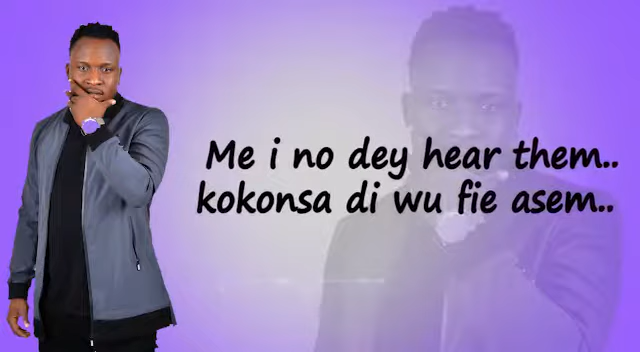 Me i no dey hear them..
kokonsa di wu fie asem..